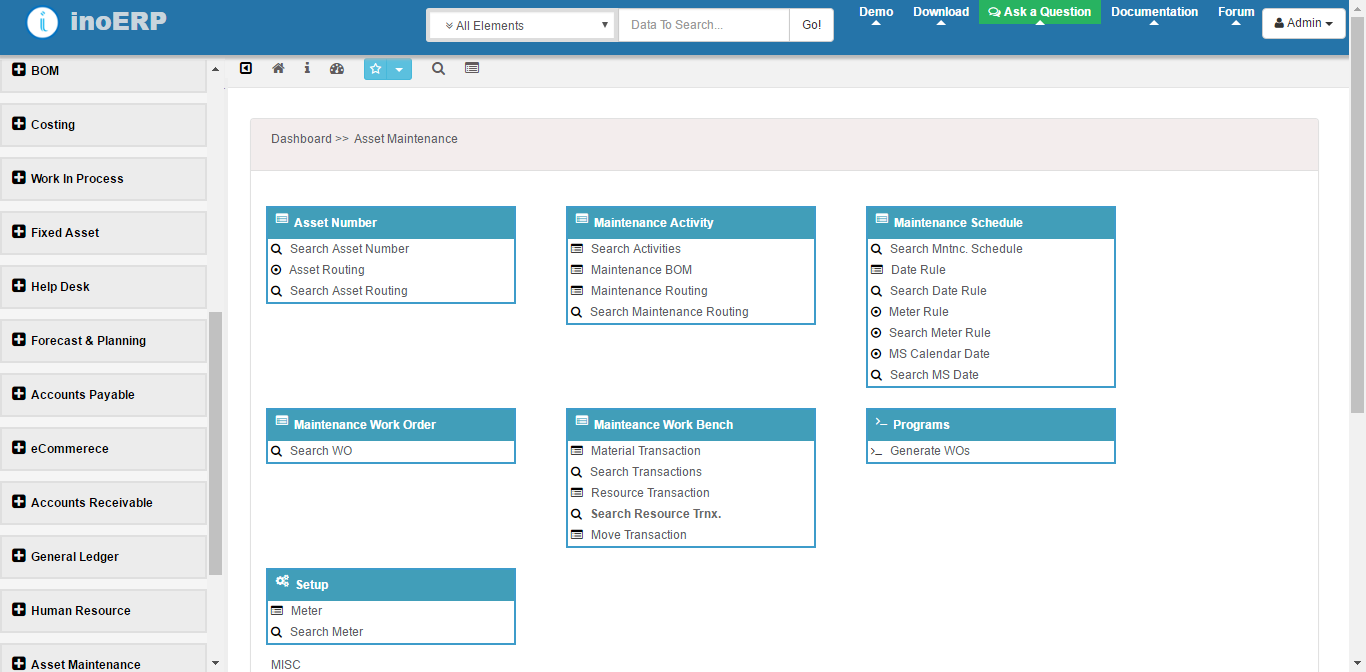 inoERP
All Elements
Data To Search...
Go!
Demo
Download
Ask a Question
Documentation
Forum
Admin
BOM
Costing
Work In Process
Fixed Asset
Help Desk
Forecast & Planning
Accounts Payable
eCommerece
Accounts Receivable
General Ledger
Human Resource
Asset Maintenance
Dashboard >> Asset Maintenance
Asset Number
Search Asset Number
Asset Routing
Search Asset Routing
Maintenance Activity
Search Activities
Maintenance BOM
Maintenance Routing
Search Maintenance Routing
Maintenance Schedule
Search Mntnc. Schedule
Date Rule
Search Date Rule
Meter Rule
Search Meter Rule
MS Calendar Date
Search MS Date
Maintenance Work Order
Search WO
Mainteance Work Bench
Material Transaction
Search Transactions
Resource Transaction
Search Resource Trnx.
Move Transaction
Programs
Generate WOs
Setup
Meter
Search Meter
MISC